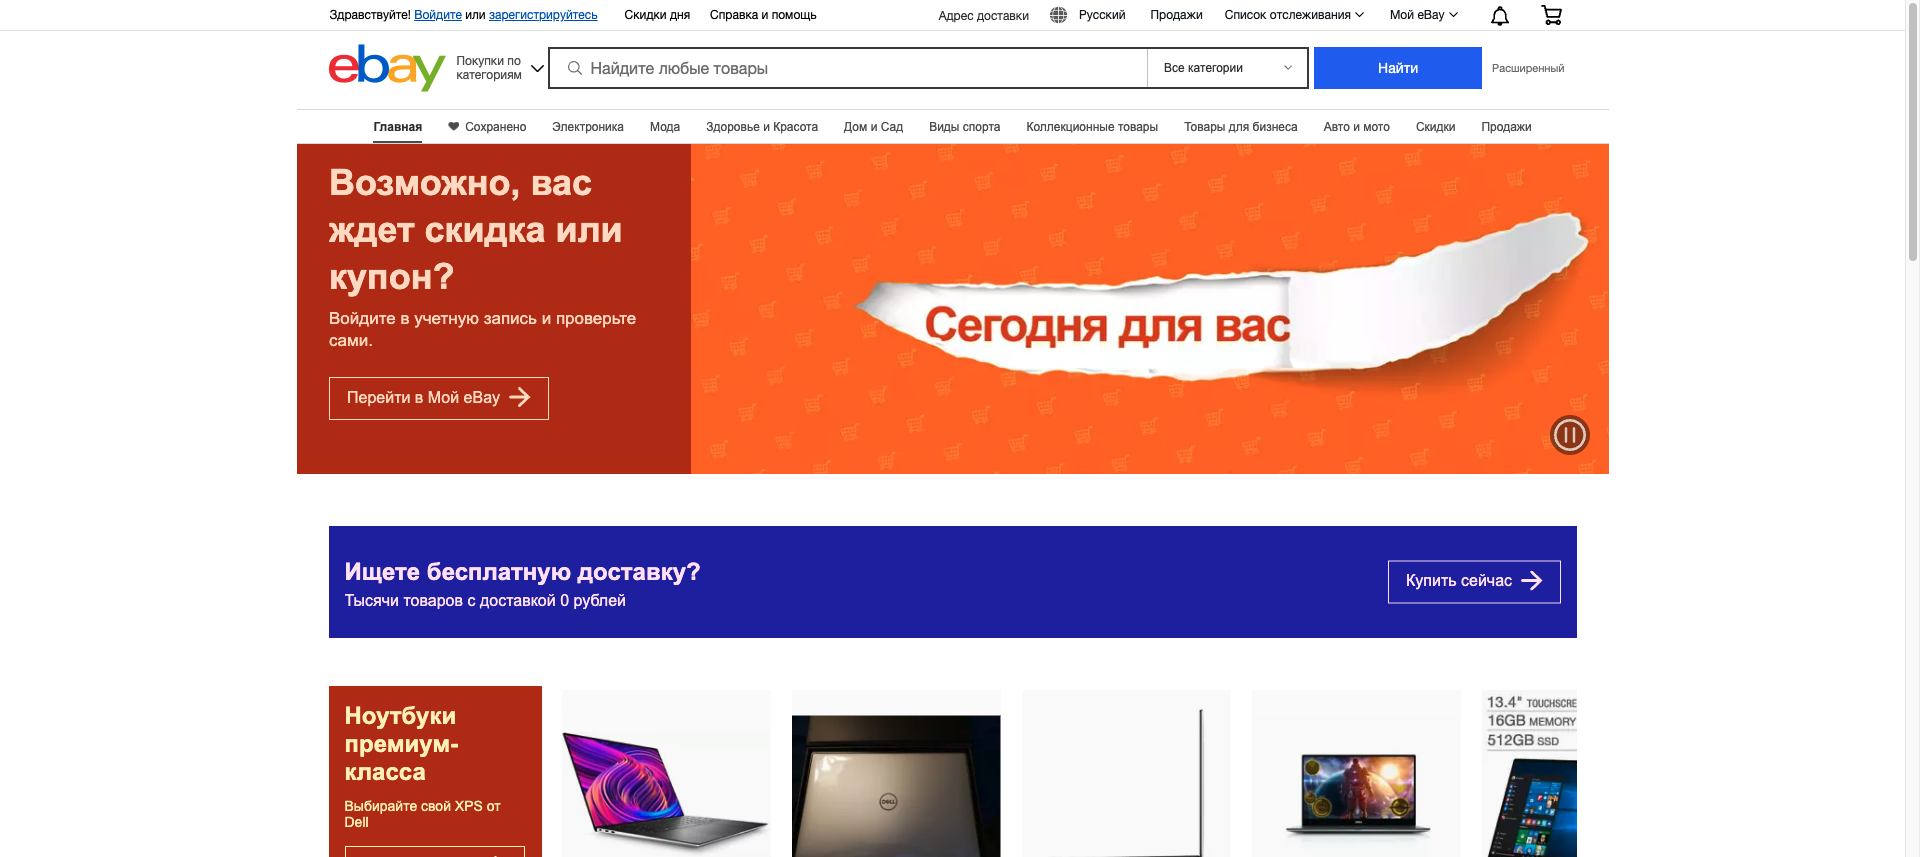 Здравствуйте! Войдите или зарегистрируйтесь Скидки дня Справка и помощь Адрес доставки Русский Продажи Список отслеживания Мой eBay
ebay
Покупки по
категориям
Найдите любые товары
Все категории
Найти
Расширенный
Главная Сохранено Электроника Мода Здоровье и Красота Дом и Сад Виды спорта Коллекционные товары Товары для бизнеса Авто и мото Скидки Продажи
Возможно, вас
ждет скидка или
купон?
Войдите в учетную запись и проверьте
сами.
Перейти в Мой eBay
Сегодня для вас
Ищете бесплатную доставку?
Тысячи товаров с доставкой 0 рублей
Купить сейчас
Ноутбуки
премиум-
класса
Выбирайте свой XPS от
Dell
DELL
13.4" TOUCHSCRE
16GB MEMORY
512GB SSD